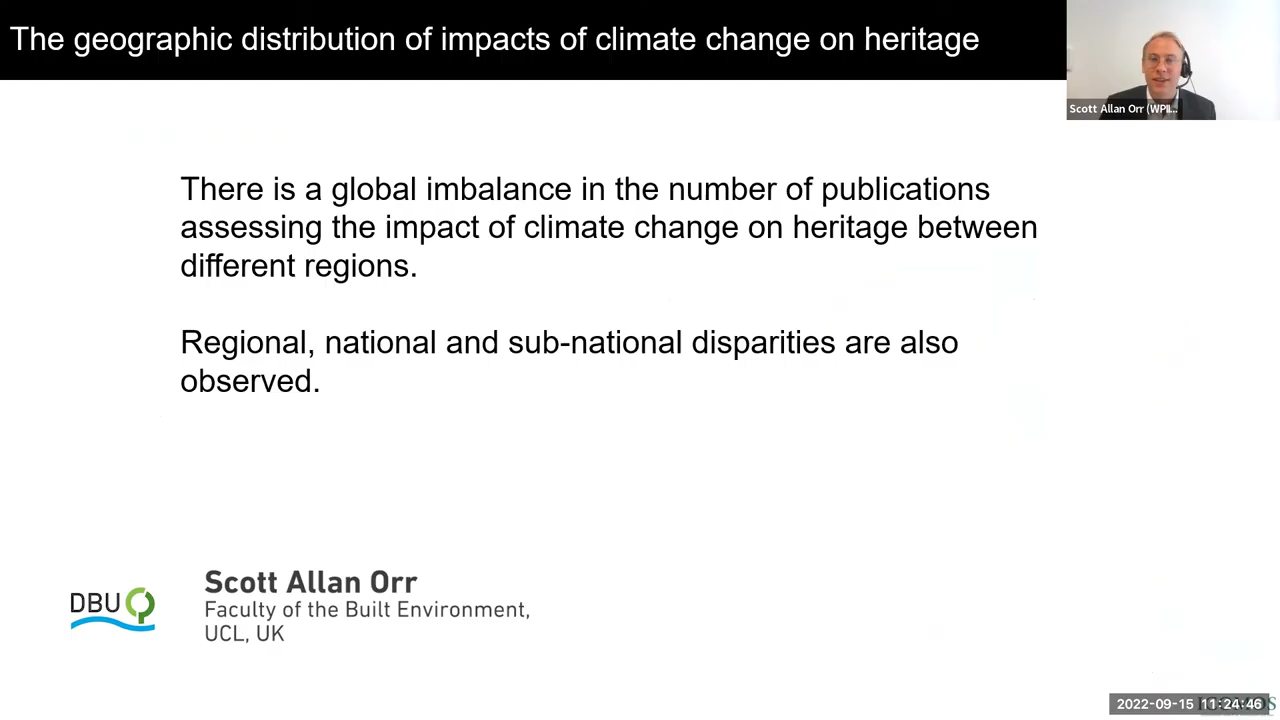 The geographic distribution of impacts of climate change on heritage
Scott Allan Orr (WPIL...
There is a global imbalance in the number of publications
assessing the impact of climate change on heritage between
different regions.
Regional, national and sub-national disparities are also
observed.
DBU
Scott Allan Orr
Faculty of the Built Environment,
UCL, UK
2022-09-15 11:24:46
ICOMOS